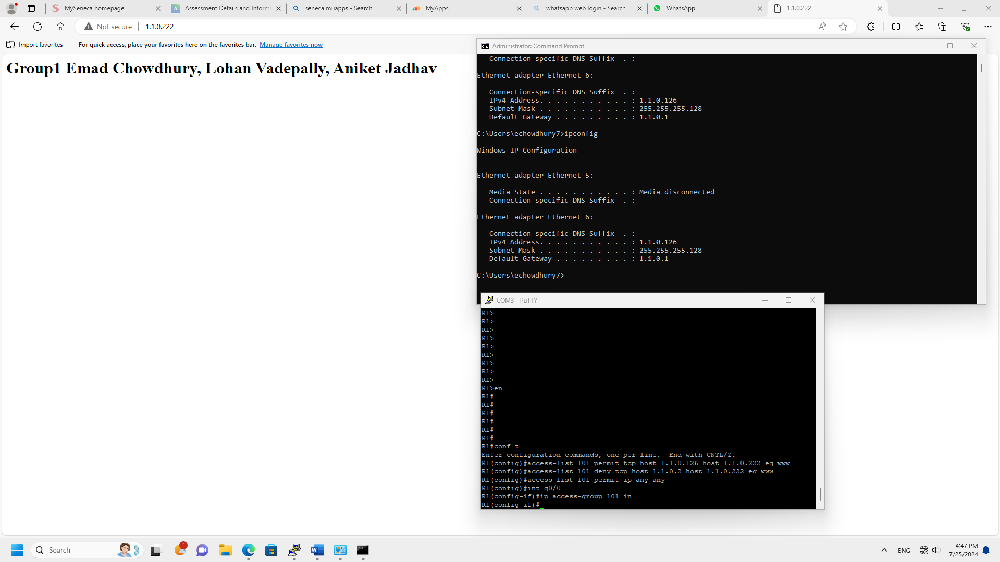 MySeneca homepage
Assessment Details and Informa
seneca muapps - Search
MyApps
whatsapp web login - Search
WhatsApp
1.1.0.222
Not secure
1.1.0.222
Import favorites
For quick access, place your favorites here on the favorites bar. Manage favorites now
Group1 Emad Chowdhury, Lohan Vadepally, Aniket Jadhav
Administrator: Command Prompt
Connection-specific DNS Suffix  . :
Ethernet adapter Ethernet 6:
Connection-specific DNS Suffix  . :
IPv4 Address. . . . . . . . . . . : 1.1.0.126
Subnet Mask . . . . . . . . . . . : 255.255.255.128
Default Gateway . . . . . . . . . : 1.1.0.1
C:\Users\echowdhury7>ipconfig
Windows IP Configuration
Ethernet adapter Ethernet 5:
Media State . . . . . . . . . . . : Media disconnected
Connection-specific DNS Suffix  . :
Ethernet adapter Ethernet 6:
Connection-specific DNS Suffix  . :
IPv4 Address. . . . . . . . . . . : 1.1.0.126
Subnet Mask . . . . . . . . . . . : 255.255.255.128
Default Gateway . . . . . . . . . : 1.1.0.1
C:\Users\echowdhury7>
COM3 - PuTTY
R1>
R1>
R1>
R1>
R1>
R1>
R1>
R1>
R1>
R1>en
R1#
R1#
R1#
R1#
R1#
R1#
R1#conf t
Enter configuration commands, one per line.  End with CNTL/Z.
R1(config)#access-list 101 permit tcp host 1.1.0.126 host 1.1.0.222 eq www
R1(config)#access-list 101 deny tcp host 1.1.0.2 host 1.1.0.222 eq www
R1(config)#access-list 101 permit ip any any
R1(config)#int g0/0
R1(config-if)#ip access-group 101 in
R1(config-if)#
Search
1
ENG
4:47 PM
7/25/2024